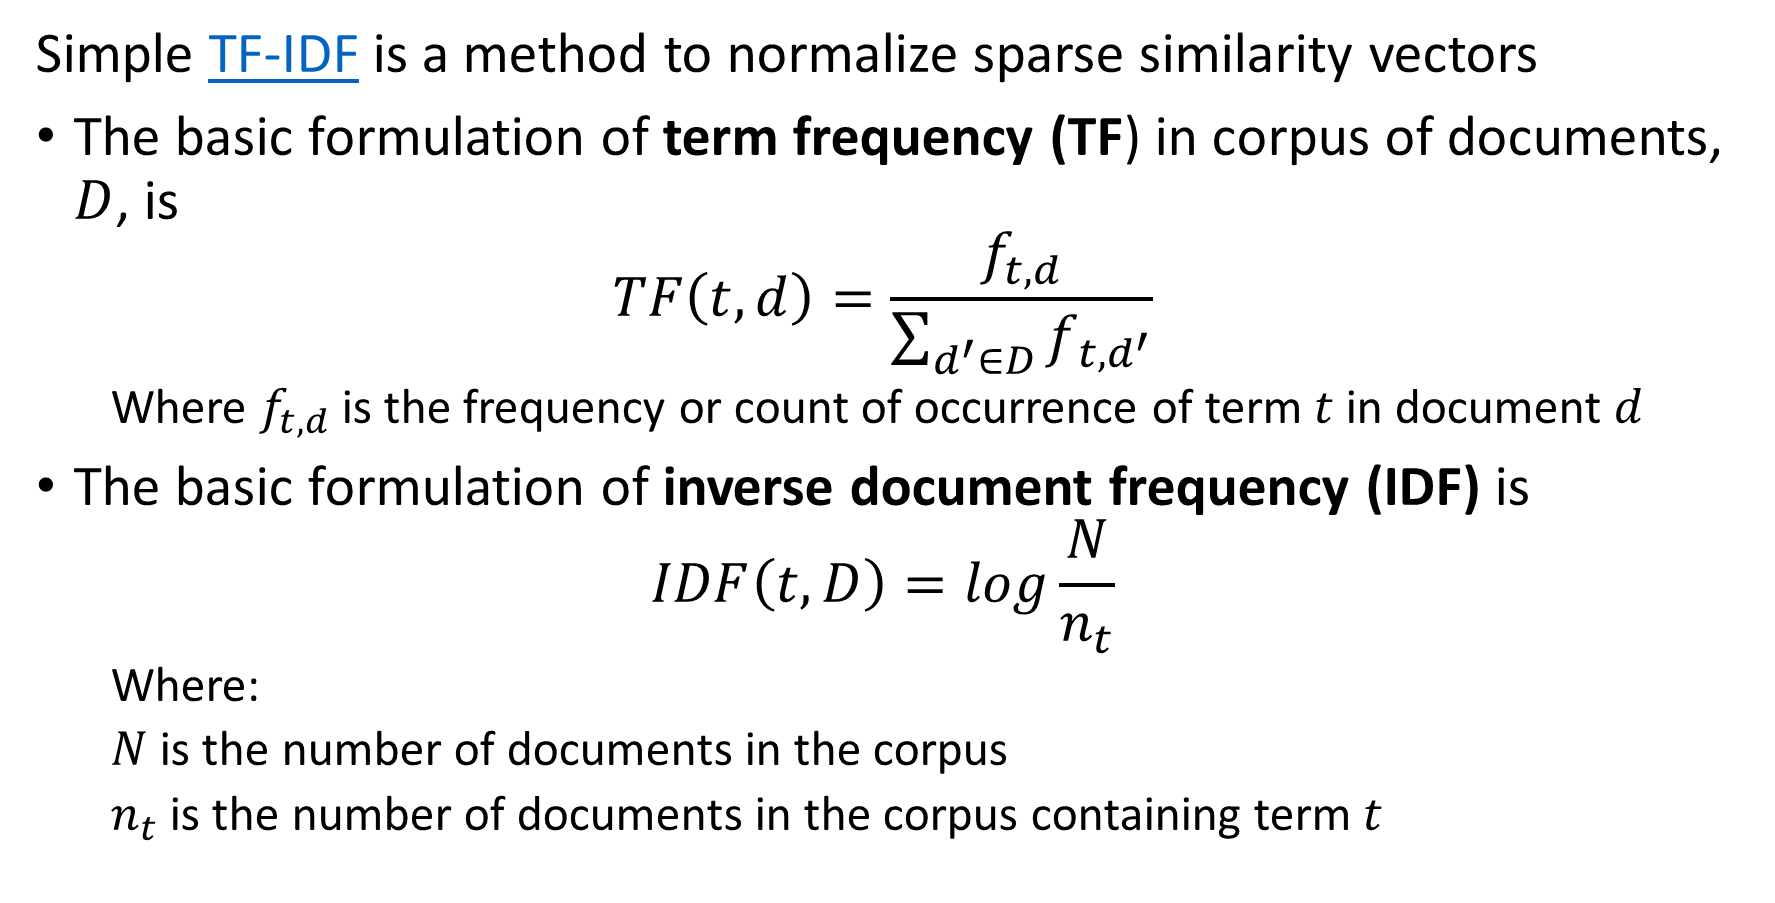 Simple TF-IDF is a method to normalize sparse similarity vectors
• The basic formulation of term frequency (TF) in corpus of documents,
D, is
TF(t,d) = \frac{f_{t,d}}{\sum_{d'∈D} f_{t,d'}}
Where f_{t,d} is the frequency or count of occurrence of term t in document d
• The basic formulation of inverse document frequency (IDF) is
IDF(t,D) = log \frac{N}{n_t}
Where:
N is the number of documents in the corpus
n_t is the number of documents in the corpus containing term t